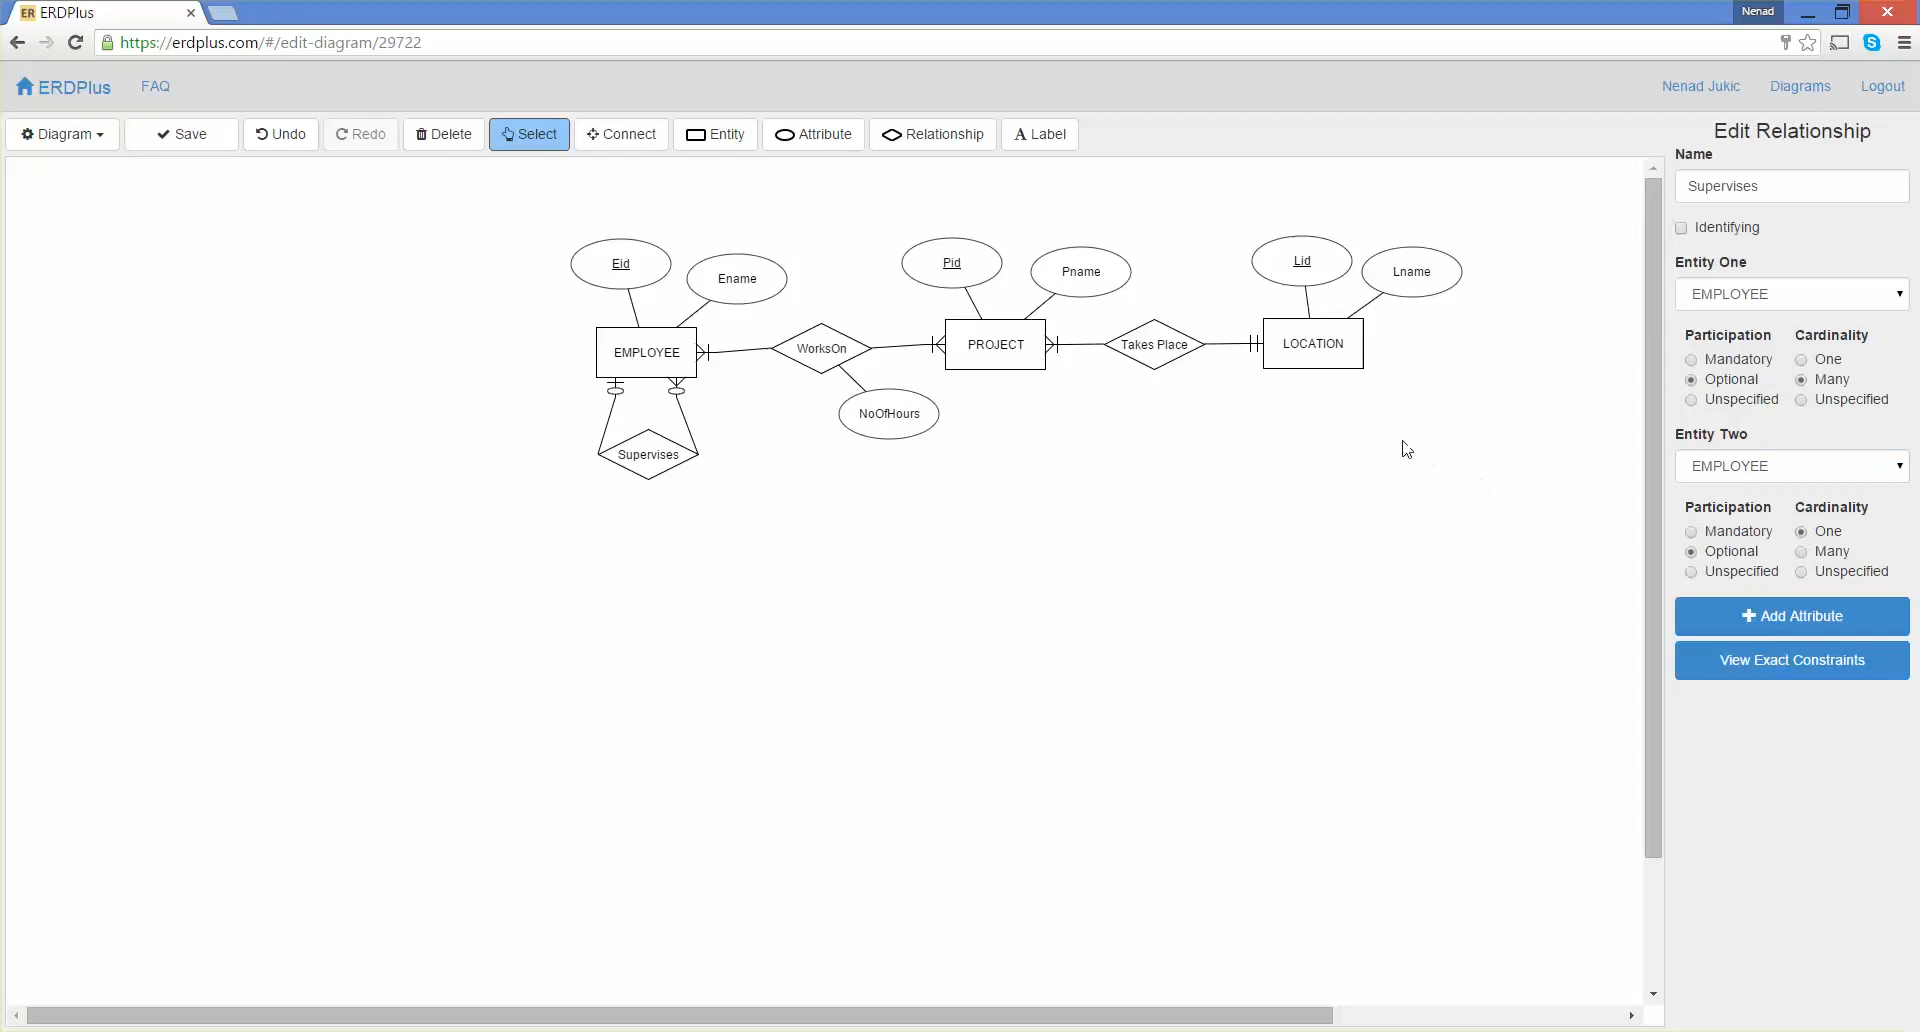 ERDPlus
Nenad
https://erdplus.com/#/edit-diagram/29722
ERDPlus FAQ Nenad Jukic Diagrams Logout
Diagram Save Undo Redo Delete Select Connect Entity Attribute Relationship Label
Eid
Ename
Pid
Pname
Lid
Lname
EMPLOYEE
WorksOn
PROJECT
Takes Place
LOCATION
NoOfHours
Supervises
Edit Relationship
Name
Supervises
Identifying
Entity One
EMPLOYEE
Participation Cardinality
Mandatory One
Optional Many
Unspecified Unspecified
Entity Two
EMPLOYEE
Participation Cardinality
Mandatory One
Optional Many
Unspecified Unspecified
Add Attribute
View Exact Constraints